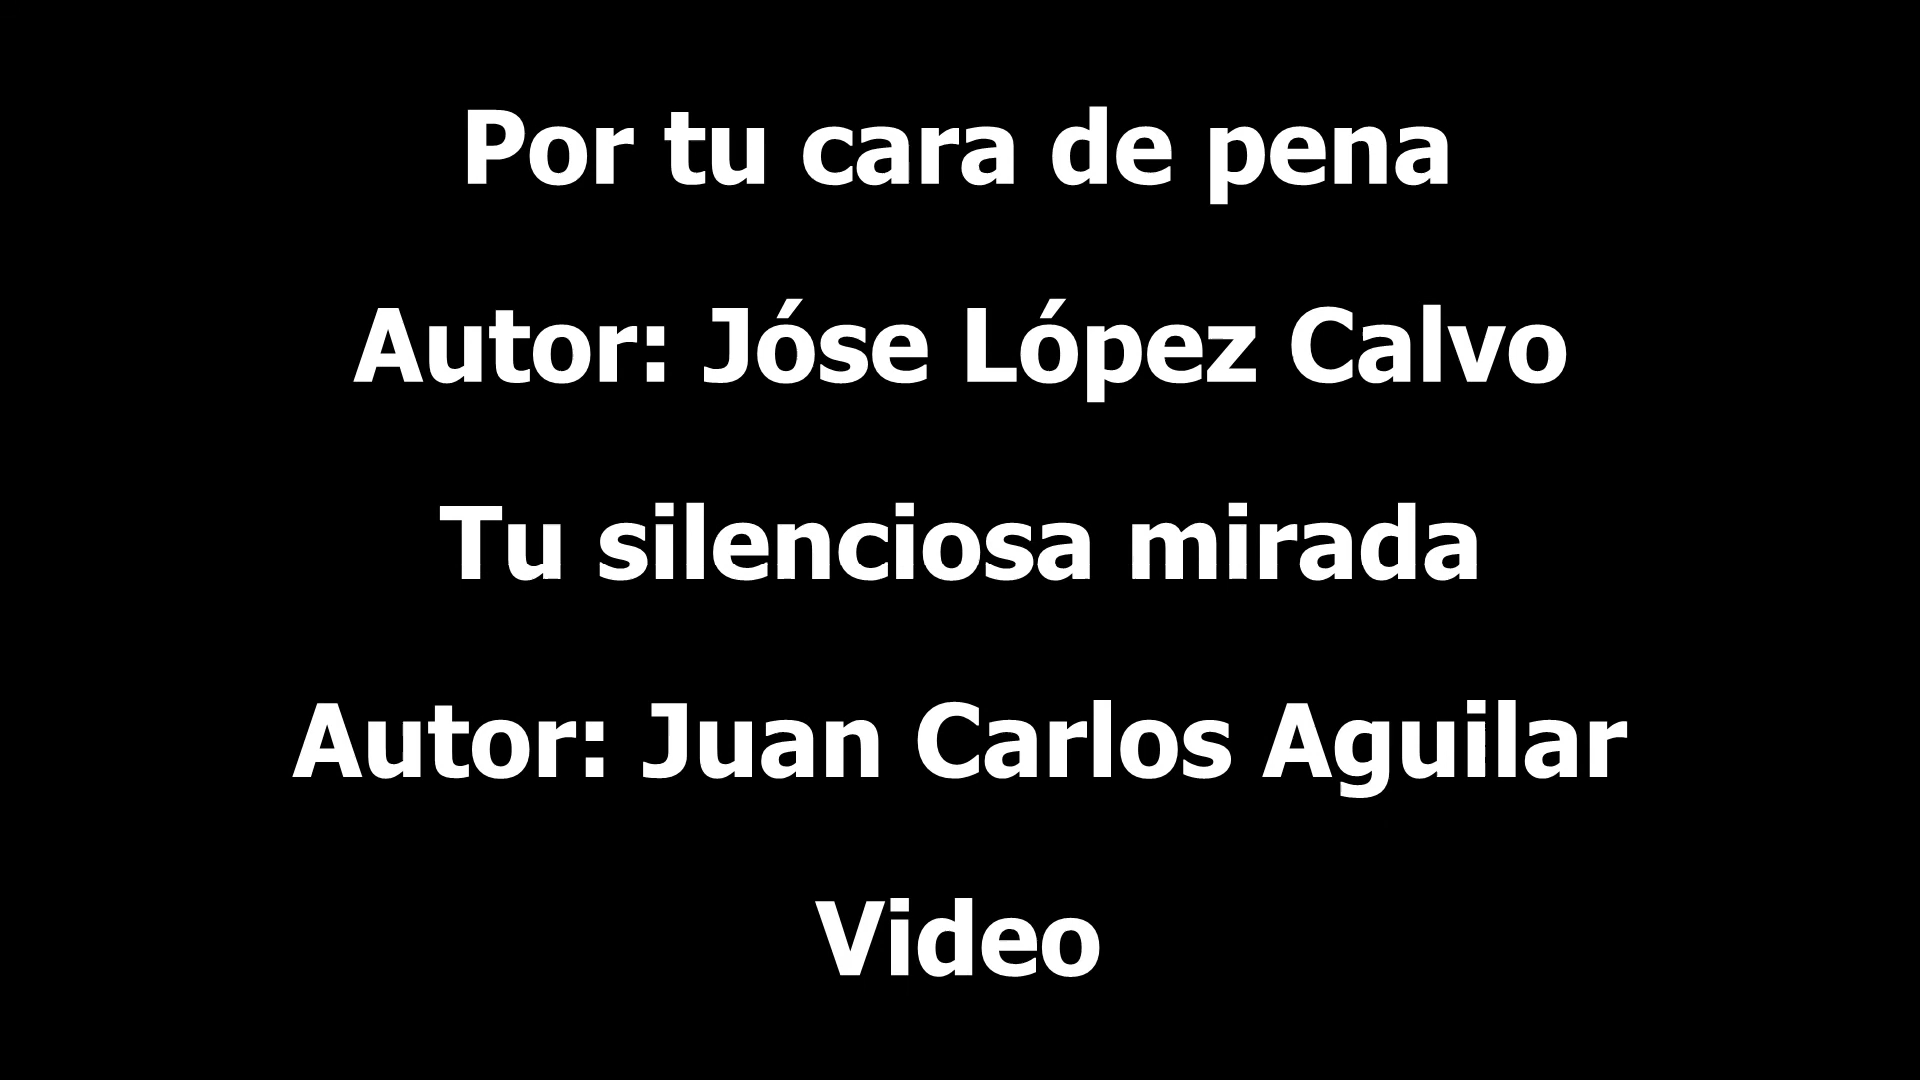 Por tu cara de pena
Autor: Jóse López Calvo
Tu silenciosa mirada
Autor: Juan Carlos Aguilar
Video